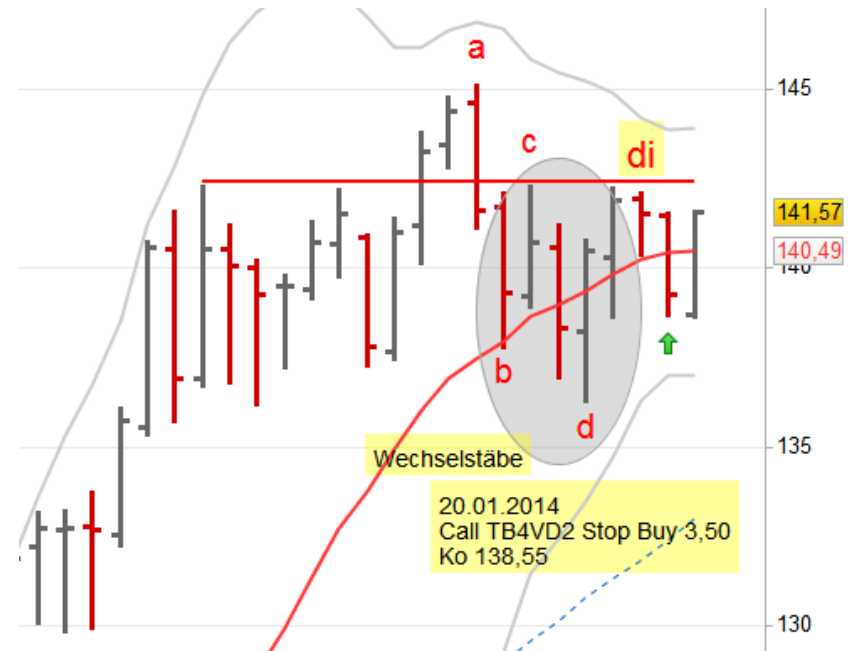 a
145
c
di
141,57
140,49
140
b
d
135
Wechselstäbe
20.01.2014
Call TB4VD2 Stop Buy 3,50
Ko 138,55
130